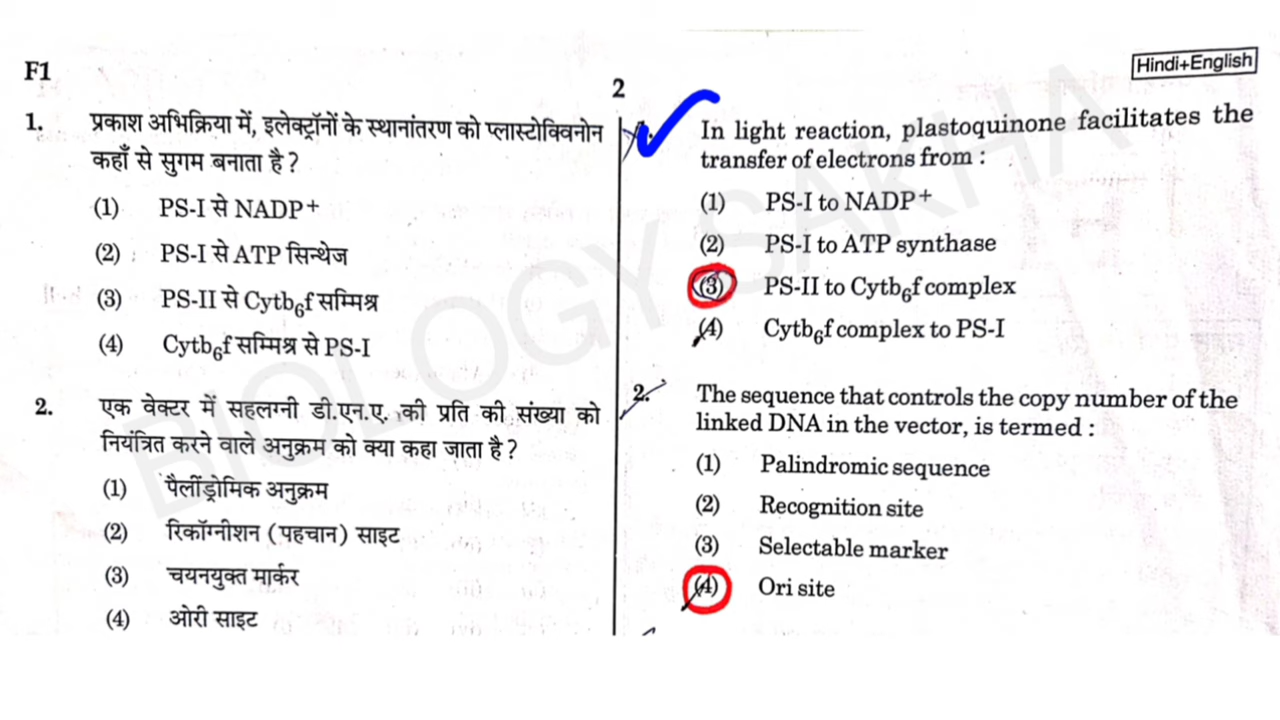 F1
2
Hindi+English
1. प्रकाश अभिक्रिया में, इलेक्ट्रॉनों के स्थानांतरण को प्लास्टोक्विनोन
कहाँ से सुगम बनाता है ?
(1) PS-I से NADP+
(2) PS-I से ATP सिन्थेज
(3) PS-II से Cytb6f सम्मिश्र
(4) Cytb6f सम्मिश्र से PS-I
2. एक वेक्टर में सहलग्नी डी.एन.ए. की प्रति की संख्या को
नियंत्रित करने वाले अनुक्रम को क्या कहा जाता है ?
(1) पैलींड्रोमिक अनुक्रम
(2) रिकॉग्नीशन (पहचान) साइट
(3) चयनयुक्त मार्कर
(4) ओरी साइट
In light reaction, plastoquinone facilitates the
transfer of electrons from :
(1) PS-I to NADP+
(2) PS-I to ATP synthase
(3) PS-II to Cytb6f complex
(4) Cytb6f complex to PS-I
2. The sequence that controls the copy number of the
linked DNA in the vector, is termed :
(1) Palindromic sequence
(2) Recognition site
(3) Selectable marker
(4) Ori site
BIOLOGY SAKHA